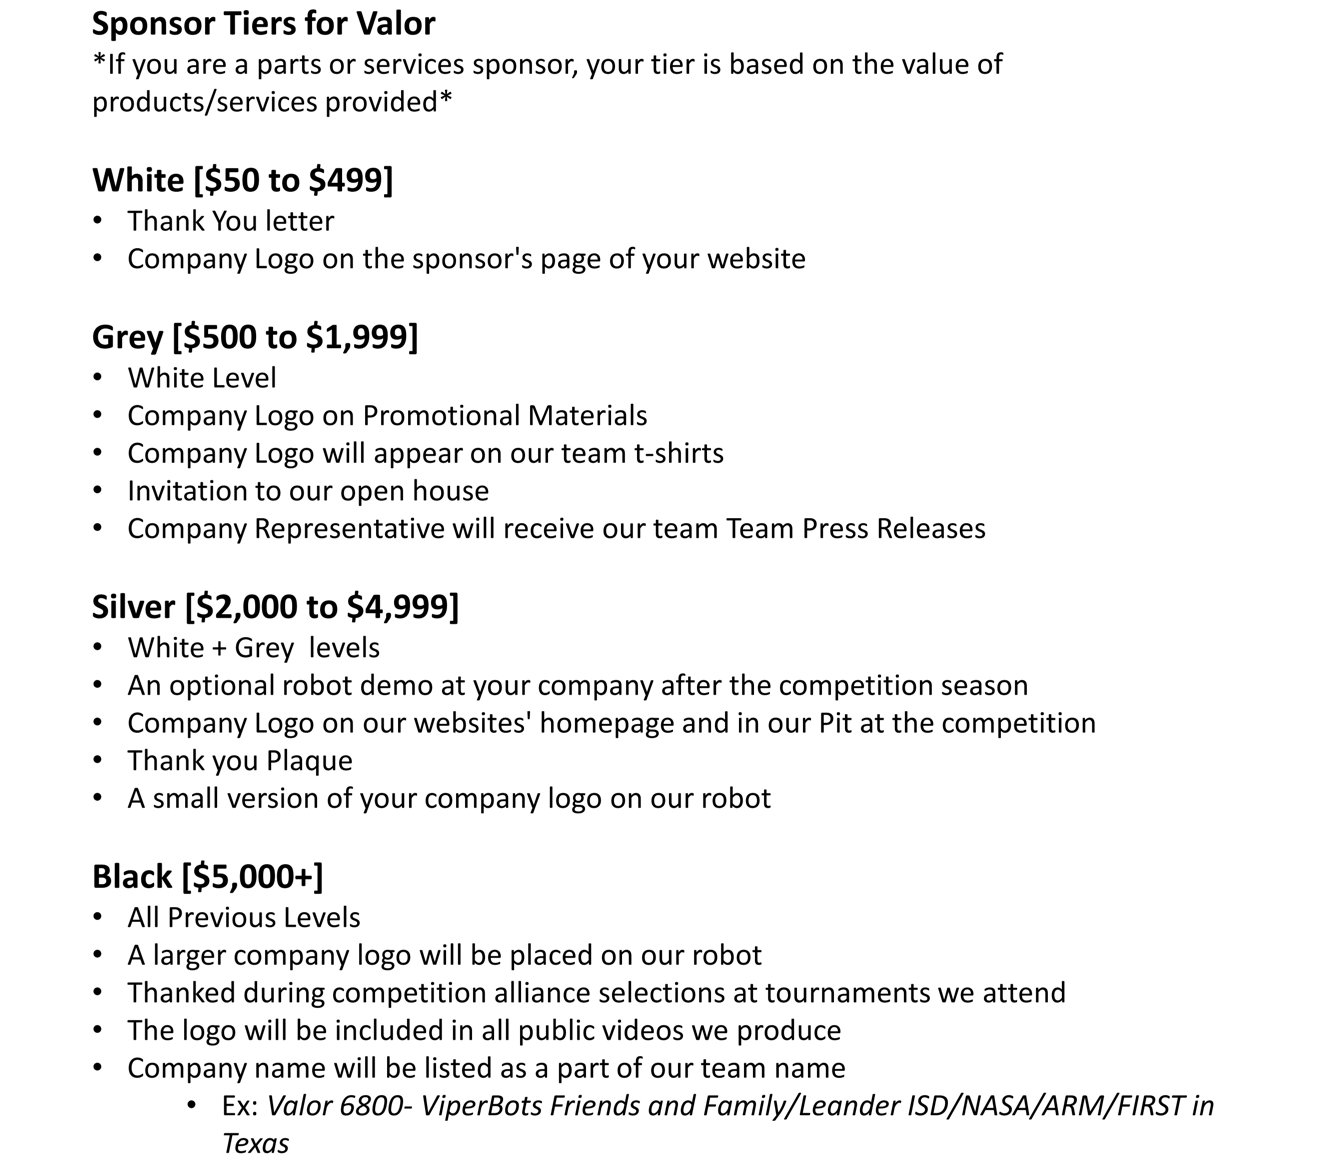 Sponsor Tiers for Valor
*If you are a parts or services sponsor, your tier is based on the value of
products/services provided*
White [$50 to $499]
• Thank You letter
• Company Logo on the sponsor's page of your website
Grey [$500 to $1,999]
• White Level
• Company Logo on Promotional Materials
• Company Logo will appear on our team t-shirts
• Invitation to our open house
• Company Representative will receive our team Team Press Releases
Silver [$2,000 to $4,999]
• White + Grey  levels
• An optional robot demo at your company after the competition season
• Company Logo on our websites' homepage and in our Pit at the competition
• Thank you Plaque
• A small version of your company logo on our robot
Black [$5,000+]
• All Previous Levels
• A larger company logo will be placed on our robot
• Thanked during competition alliance selections at tournaments we attend
• The logo will be included in all public videos we produce
• Company name will be listed as a part of our team name
• Ex: Valor 6800- ViperBots Friends and Family/Leander ISD/NASA/ARM/FIRST in
Texas